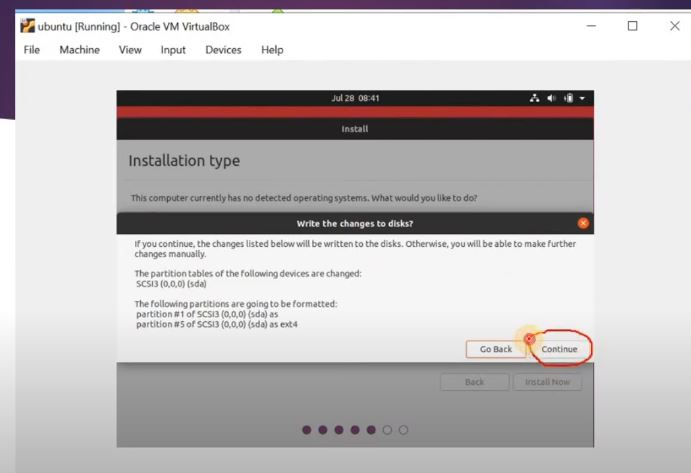 ubuntu [Running] - Oracle VM VirtualBox
File Machine View Input Devices Help
Jul 28 08:41
Install
Installation type
This computer currently has no detected operating systems. What would you like to do?
Write the changes to disks?
If you continue, the changes listed below will be written to the disks. Otherwise, you will be able to make further
changes manually.
The partition tables of the following devices are changed:
SCSI3 (0,0,0) (sda)
The following partitions are going to be formatted:
partition #1 of SCSI3 (0,0,0) (sda) as
partition #5 of SCSI3 (0,0,0) (sda) as ext4
Go Back Continue
Back Install Now